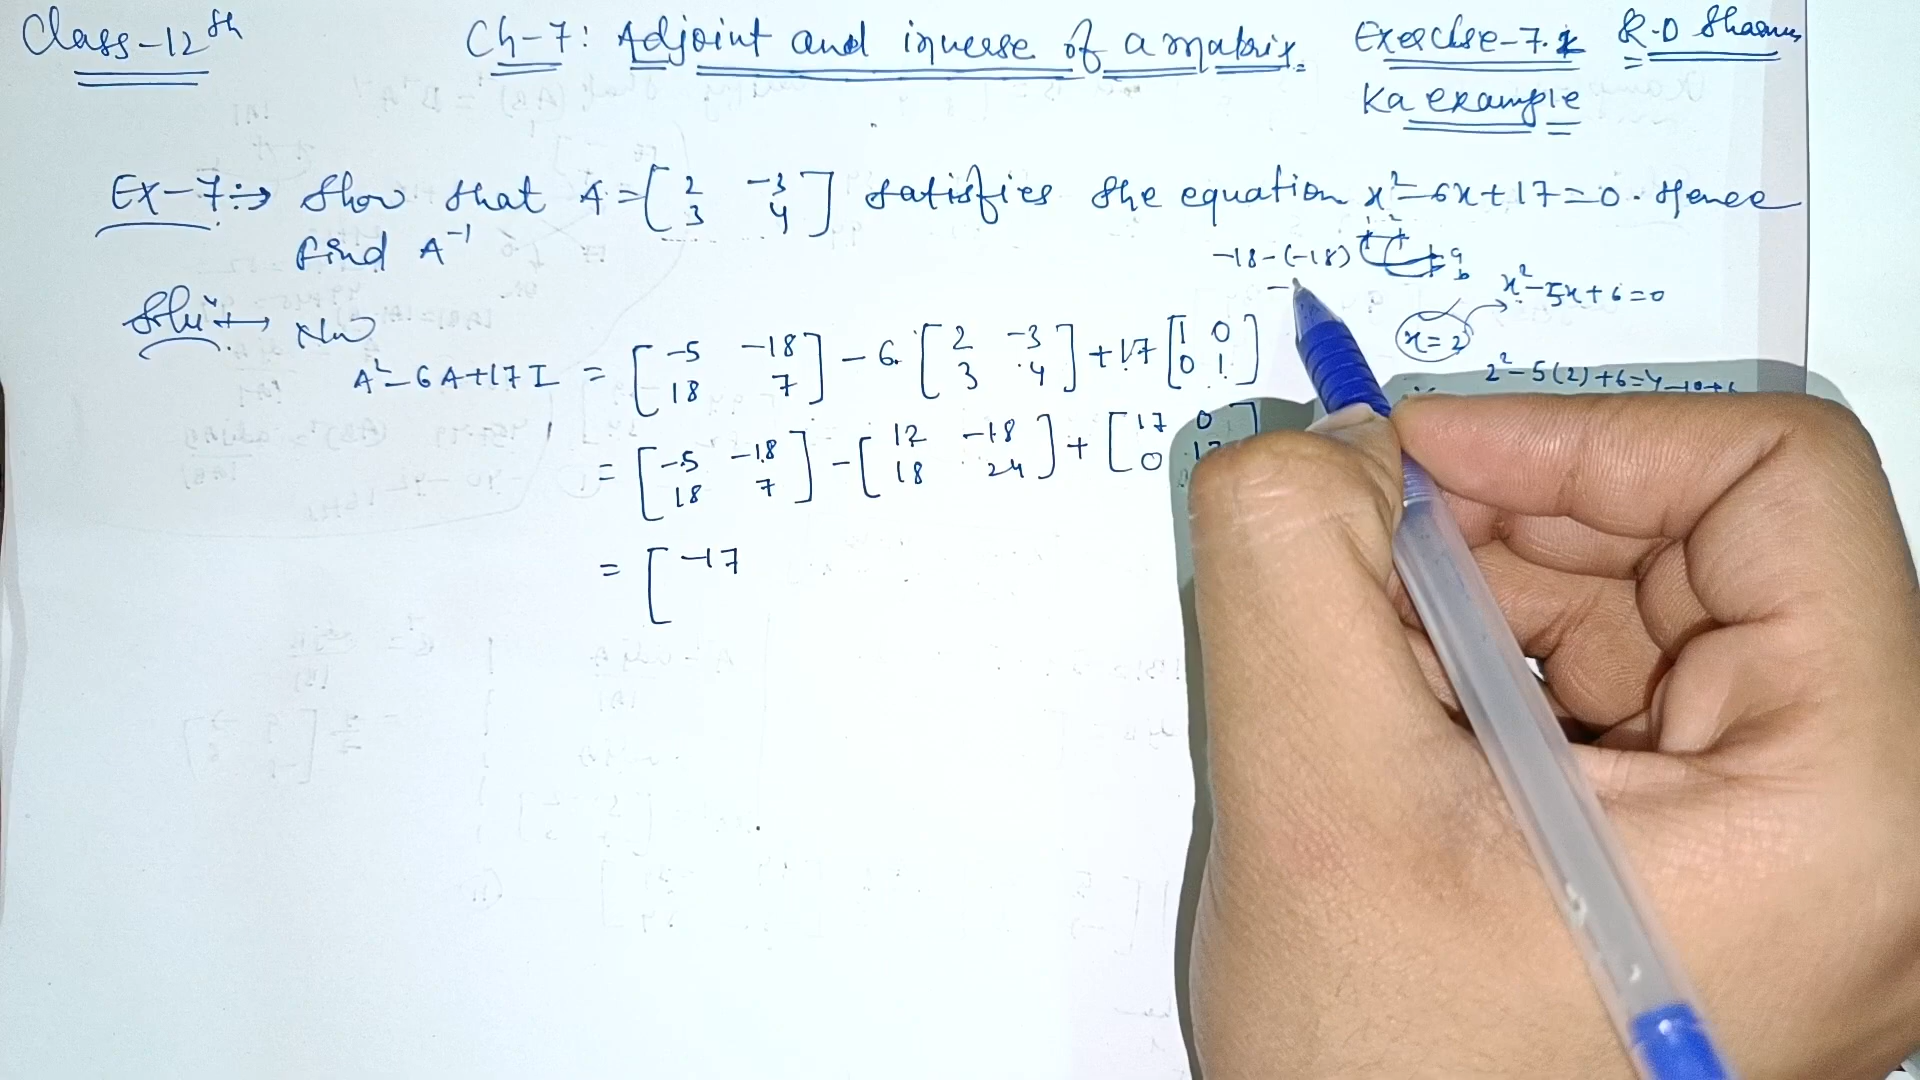 Class-12th Ch-7: Adjoint and inverse of a matrix. Exercise-7.1 R.D Sharma
Ka example
Ex-7:→ Show that A = [2 -3 3 4] satisfies the equation x²-6x+17=0. Hence
find A⁻¹
-18-(-18)
x²-5x+6=0
x=2
2²-5(2)+6=4-10+6
A²-6A+17I = [-5 -18 18 7] - 6. [2 -3 3 4] + 17 [1 0 0 1]
= [-5 -18 18 7] - [12 -18 18 24] + [17 0 0 17]
= [-17